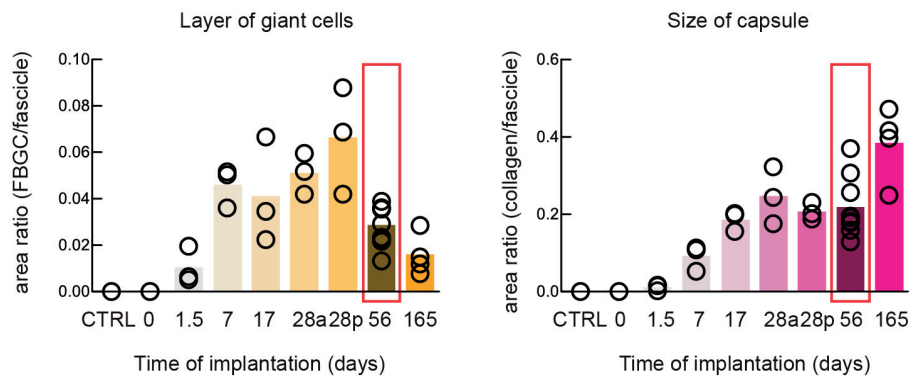 Layer of giant cells
area ratio (FBGC/fascicle)
0.10
0.08
0.06
0.04
0.02
0.00
CTRL 0 1.5 7 17 28a 28p 56 165
Time of implantation (days)
Size of capsule
area ratio (collagen/fascicle)
0.6
0.4
0.2
0.0
CTRL 0 1.5 7 17 28a 28p 56 165
Time of implantation (days)